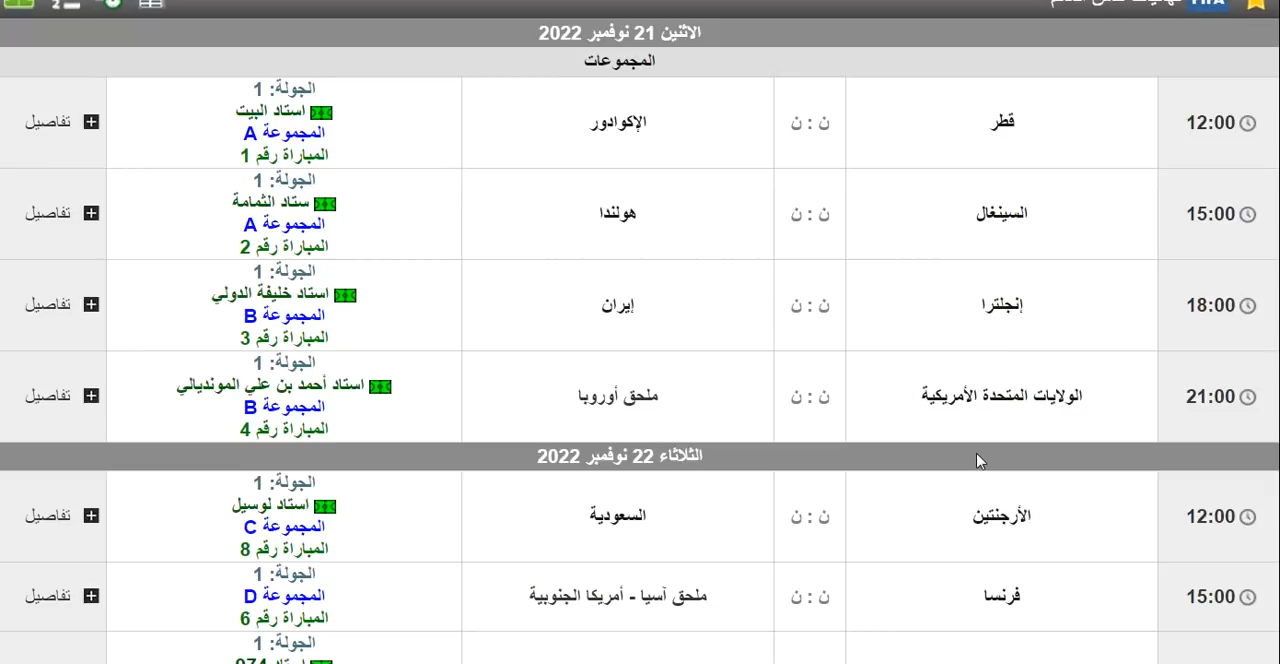 FIFA
الاثنين 21 نوفمبر 2022
المجموعات
12:00
قطر
ن : ن
الإكوادور
الجولة: 1
استاد البيت
المجموعة A
المباراة رقم 1
تفاصيل
15:00
السينغال
ن : ن
هولندا
الجولة: 1
ستاد الثمامة
المجموعة A
المباراة رقم 2
تفاصيل
18:00
إنجلترا
ن : ن
إيران
الجولة: 1
استاد خليفة الدولي
المجموعة B
المباراة رقم 3
تفاصيل
21:00
الولايات المتحدة الأمريكية
ن : ن
ملحق أوروبا
الجولة: 1
استاد أحمد بن علي المونديالي
المجموعة B
المباراة رقم 4
تفاصيل
الثلاثاء 22 نوفمبر 2022
12:00
الأرجنتين
ن : ن
السعودية
الجولة: 1
استاد لوسيل
المجموعة C
المباراة رقم 8
تفاصيل
15:00
فرنسا
ن : ن
ملحق آسيا - أمريكا الجنوبية
الجولة: 1
المجموعة D
المباراة رقم 6
تفاصيل
الجولة: 1
استاد 974